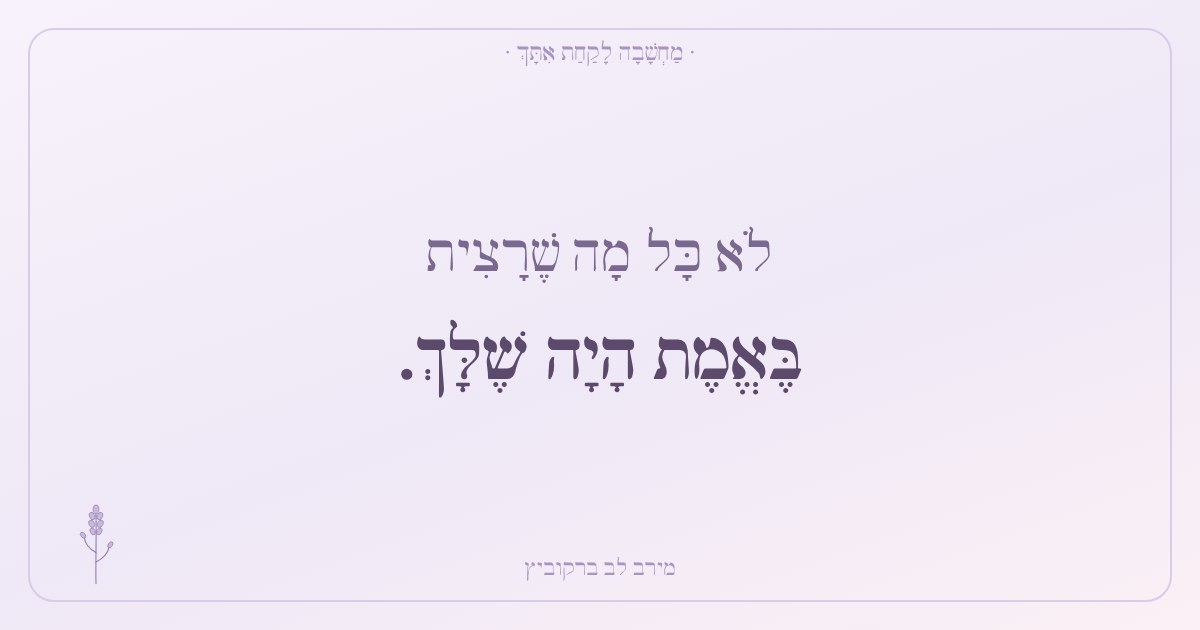 · מַחְשָׁבָה לָקַחַת אִתָּךְ ·
לֹא כָּל מָה שֶׁרָצִית
בֶּאֱמֶת הָיָה שֶׁלָּךְ.
מירב לב ברקוביץ